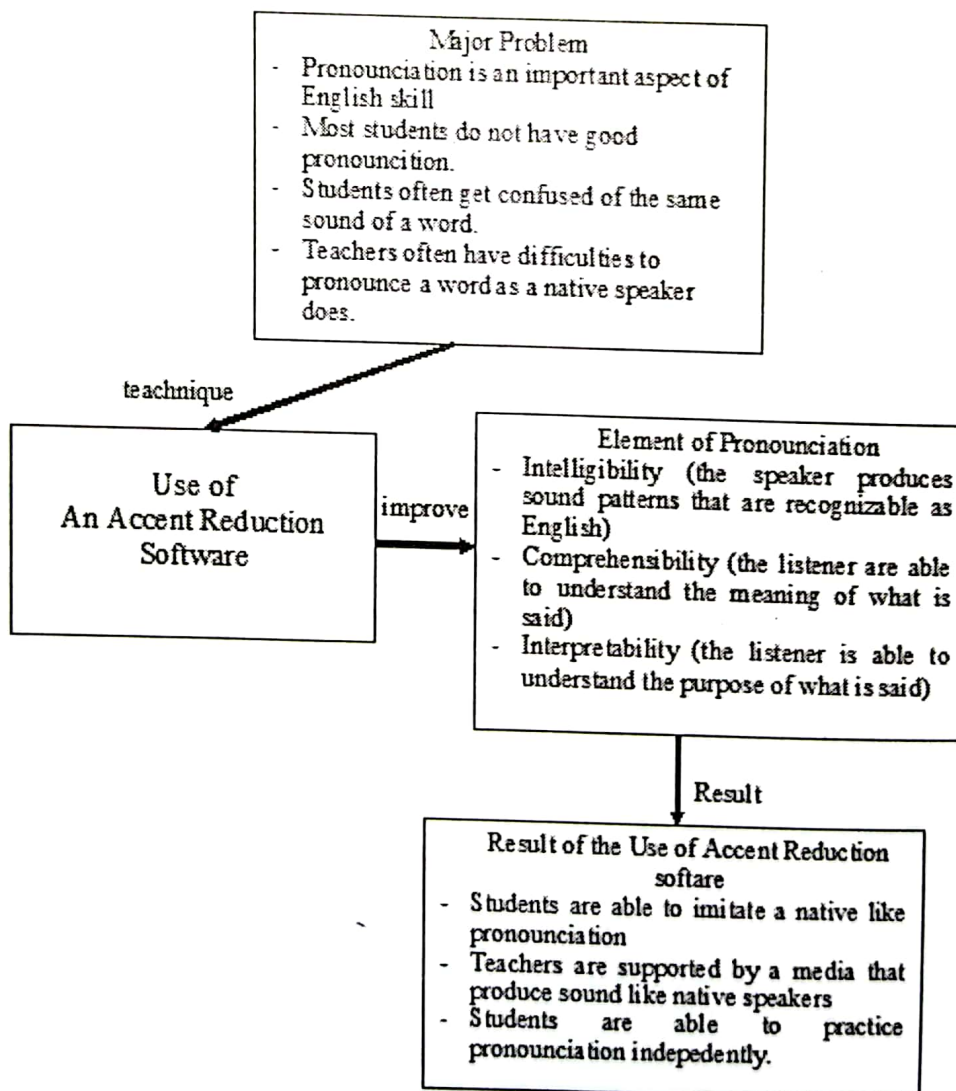 Major Problem
- Pronounciation is an important aspect of
English skill
- Most students do not have good
pronouncition.
- Students often get confused of the same
sound of a word.
- Teachers often have difficulties to
pronounce a word as a native speaker
does.
teachnique
Use of
An Accent Reduction
Software
improve
Element of Pronounciation
- Intelligibility (the speaker produces
sound patterns that are recognizable as
English)
- Comprehensibility (the listener are able
to understand the meaning of what is
said)
- Interpretability (the listener is able to
understand the purpose of what is said)
Result
Result of the Use of Accent Reduction
softare
- Students are able to imitate a native like
pronounciation
- Teachers are supported by a media that
produce sound like native speakers
- Students are able to practice
pronounciation indepedently.